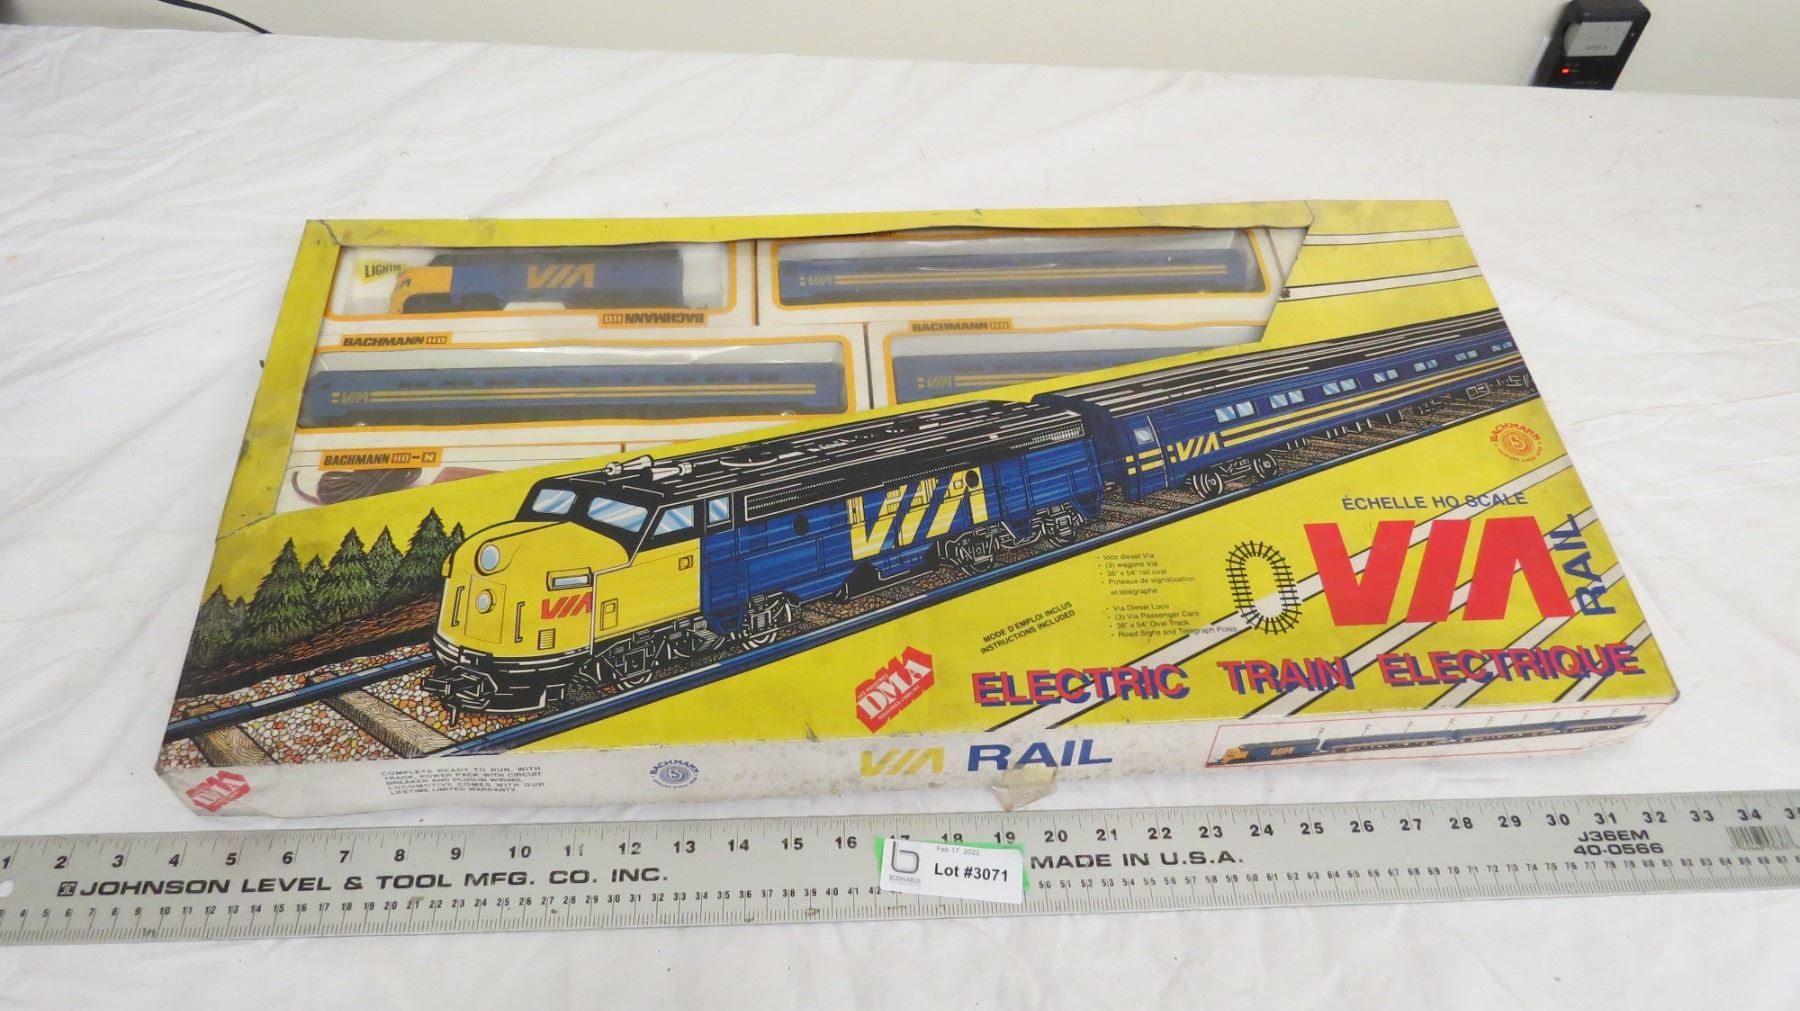 LIGHTED
VIA
BACHMANN HO
VIA
BACHMANN HO
BACHMANN HO
VIA
VIA
BACHMANN HO-N
VIA
VIA
VIA
BACHMANN
ÉCHELLE HO SCALE
VIA RAIL
• loco diesel Via
• (3) wagons Via
• 36" x 54" rail oval
• Poteaux de signalisation
et télégraphe
• Via Diesel Loco
• (3) Via Passenger Cars
• 36" x 54" Oval Track
• Road Signs and Telegraph Poles
MODE D'EMPLOI INCLUS
INSTRUCTIONS INCLUDED
DMA
ELECTRIC TRAIN ELECTRIQUE
DMA
COMPLETE READY TO RUN, WITH
TRACK, POWER PACK WITH CIRCUIT
BREAKER AND PLUG-IN WIRING.
LOCOMOTIVE COMES WITH OUR
LIFETIME LIMITED WARRANTY.
BACHMANN
VIA RAIL
VIA
1 2 3 4 5 6 7 8 9 10 11 12 13 14 15 16 17 18 19 20 21 22 23 24 25 26 27 28 29 30 31 32 33 34 35
JOHNSON LEVEL & TOOL MFG. CO. INC.
MADE IN U.S.A.
J36EM
40-0566
Feb 17, 2022
Lot #3071
BODNARUS